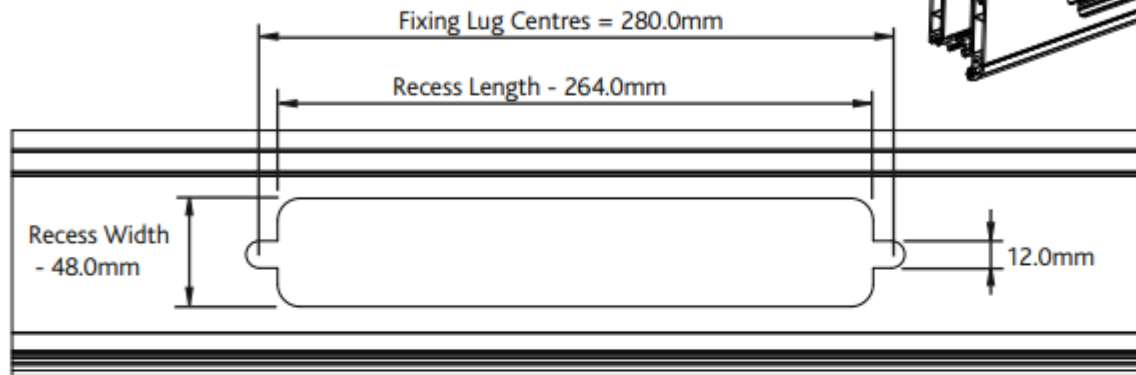 Fixing Lug Centres = 280.0mm
Recess Length - 264.0mm
Recess Width
- 48.0mm
12.0mm